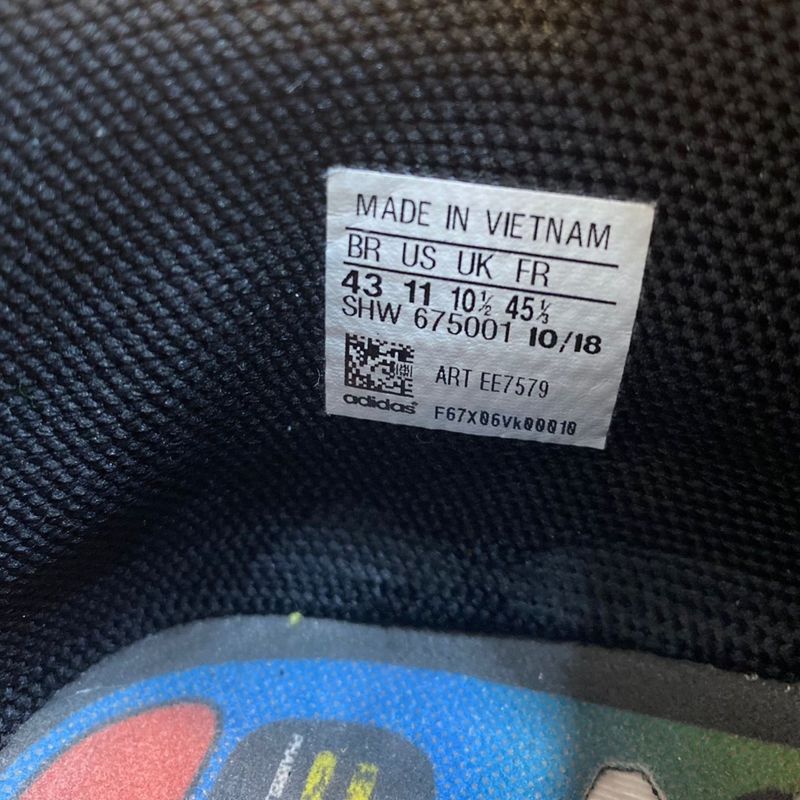 MADE IN VIETNAM
BR US UK FR
43 11 10½ 45⅓
SHW 675001 10/18
ART EE7579
adidas F67X06Vk00010